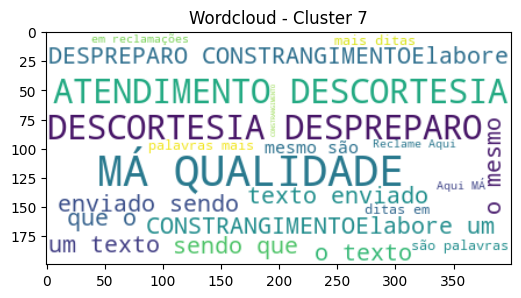 Wordcloud - Cluster 7
em reclamações mais ditas
DESPREPARO CONSTRANGIMENTOElabore
ATENDIMENTO DESCORTESIA
CONSTRANGIMENTO
DESCORTESIA DESPREPARO
palavras mais mesmo são Reclame Aqui
o mesmo
MÁ QUALIDADE
Aqui MÁ
enviado sendo texto enviado
que o ditas em
CONSTRANGIMENTOElabore um
um texto sendo que o texto são palavras
0
25
50
75
100
125
150
175
0 50 100 150 200 250 300 350